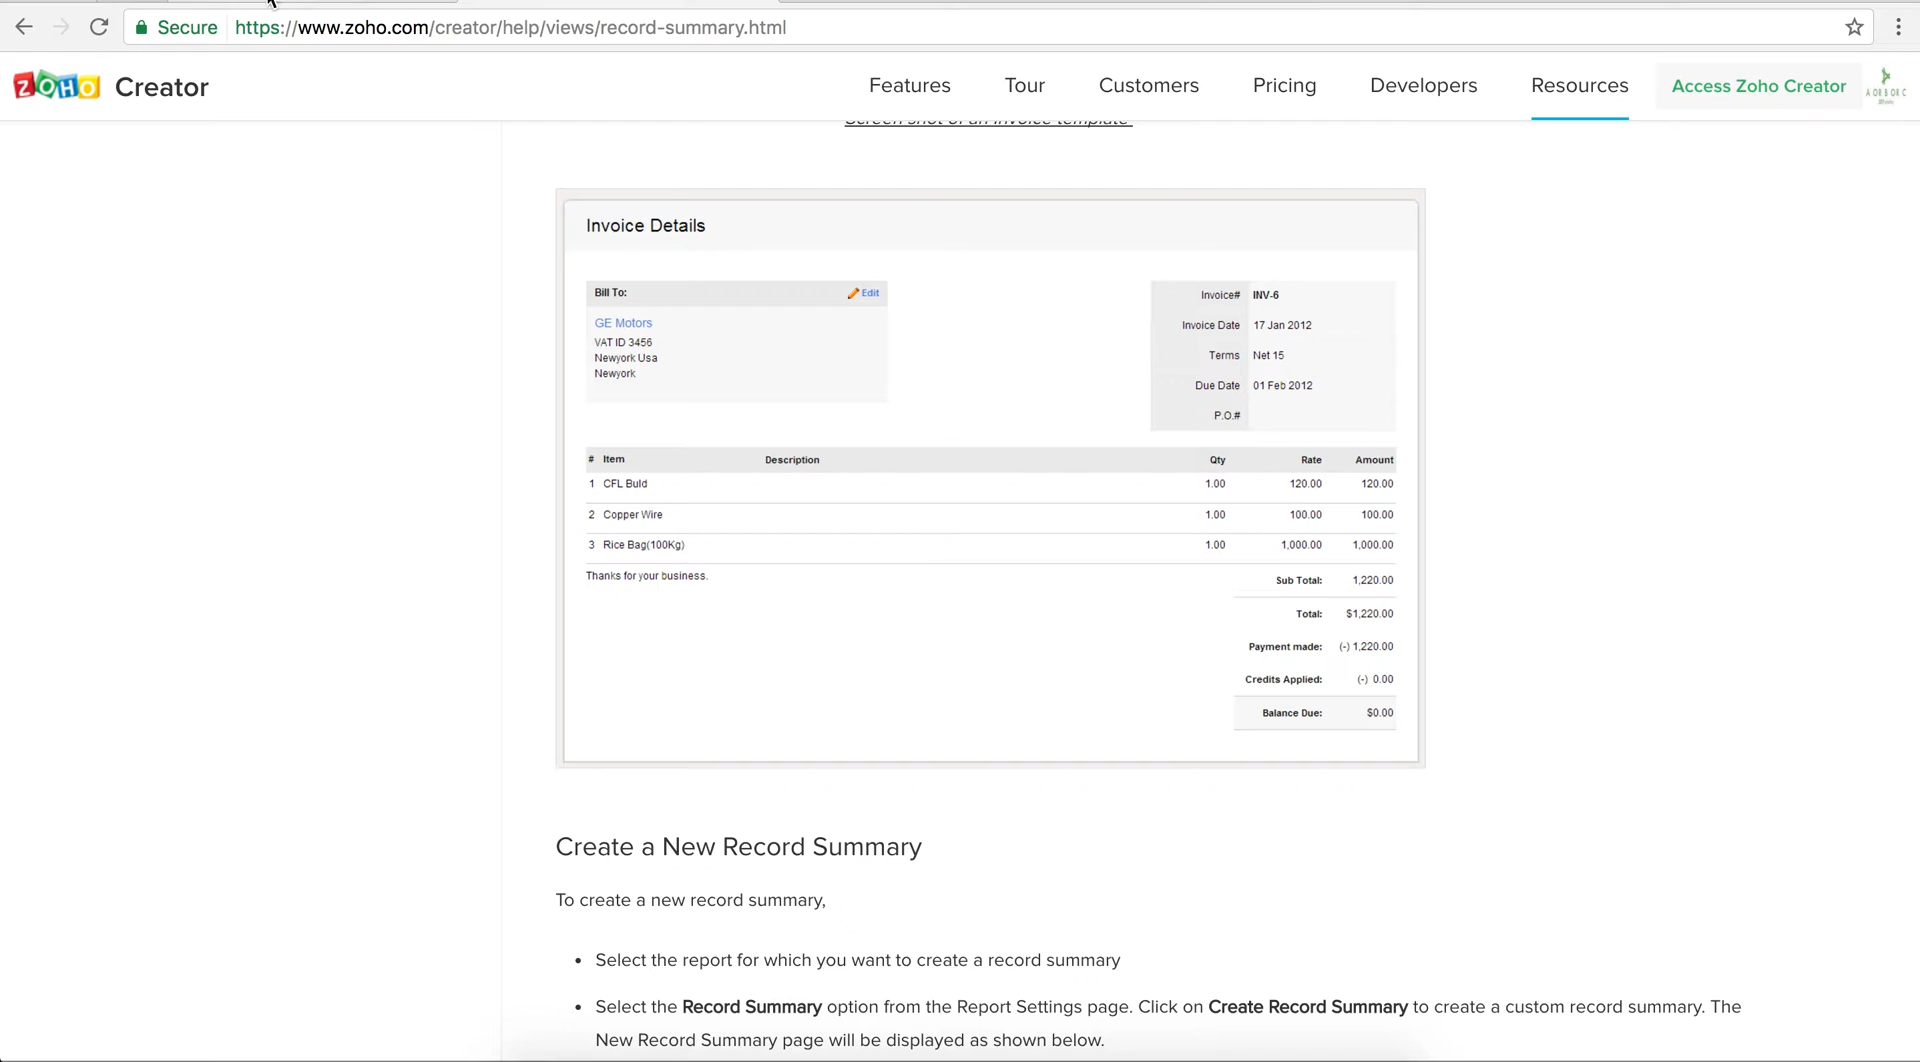 Secure https://www.zoho.com/creator/help/views/record-summary.html
ZOHO Creator Features Tour Customers Pricing Developers Resources Access Zoho Creator
Screen shot of an invoice template
Invoice Details
Bill To: Edit
GE Motors
VAT ID 3456
Newyork Usa
Newyork
Invoice# INV-6
Invoice Date 17 Jan 2012
Terms Net 15
Due Date 01 Feb 2012
P.O.#
# Item Description Qty Rate Amount
1 CFL Buld 1.00 120.00 120.00
2 Copper Wire 1.00 100.00 100.00
3 Rice Bag(100Kg) 1.00 1,000.00 1,000.00
Thanks for your business.
Sub Total: 1,220.00
Total: $1,220.00
Payment made: (-) 1,220.00
Credits Applied: (-) 0.00
Balance Due: $0.00
Create a New Record Summary
To create a new record summary,
• Select the report for which you want to create a record summary
• Select the Record Summary option from the Report Settings page. Click on Create Record Summary to create a custom record summary. The
New Record Summary page will be displayed as shown below.